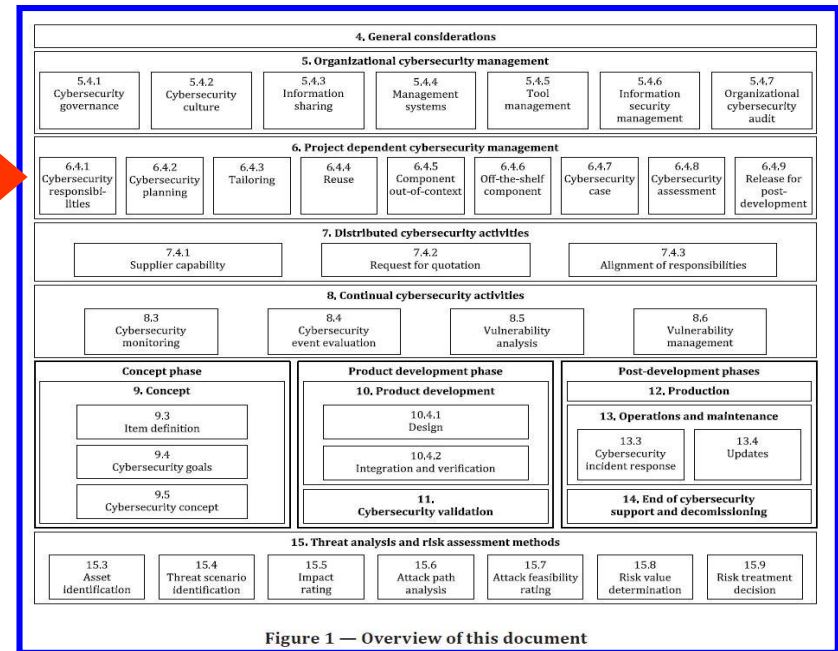 4. General considerations
5. Organizational cybersecurity management
5.4.1
Cybersecurity
governance
5.4.2
Cybersecurity
culture
5.4.3
Information
sharing
5.4.4
Management
systems
5.4.5
Tool
management
5.4.6
Information
security
management
5.4.7
Organizational
cybersecurity
audit
6. Project dependent cybersecurity management
6.4.1
Cybersecurity
responsibi-
lities
6.4.2
Cybersecurity
planning
6.4.3
Tailoring
6.4.4
Reuse
6.4.5
Component
out-of-context
6.4.6
Off-the-shelf
component
6.4.7
Cybersecurity
case
6.4.8
Cybersecurity
assessment
6.4.9
Release for
post-
development
7. Distributed cybersecurity activities
7.4.1
Supplier capability
7.4.2
Request for quotation
7.4.3
Alignment of responsibilities
8. Continual cybersecurity activities
8.3
Cybersecurity
monitoring
8.4
Cybersecurity
event evaluation
8.5
Vulnerability
analysis
8.6
Vulnerability
management
Concept phase
9. Concept
9.3
Item definition
9.4
Cybersecurity goals
9.5
Cybersecurity concept
Product development phase
10. Product development
10.4.1
Design
10.4.2
Integration and verification
11.
Cybersecurity validation
Post-development phases
12. Production
13. Operations and maintenance
13.3
Cybersecurity
incident response
13.4
Updates
14. End of cybersecurity
support and decomissioning
15. Threat analysis and risk assessment methods
15.3
Asset
identification
15.4
Threat scenario
identification
15.5
Impact
rating
15.6
Attack path
analysis
15.7
Attack feasibility
rating
15.8
Risk value
determination
15.9
Risk treatment
decision
Figure 1 — Overview of this document